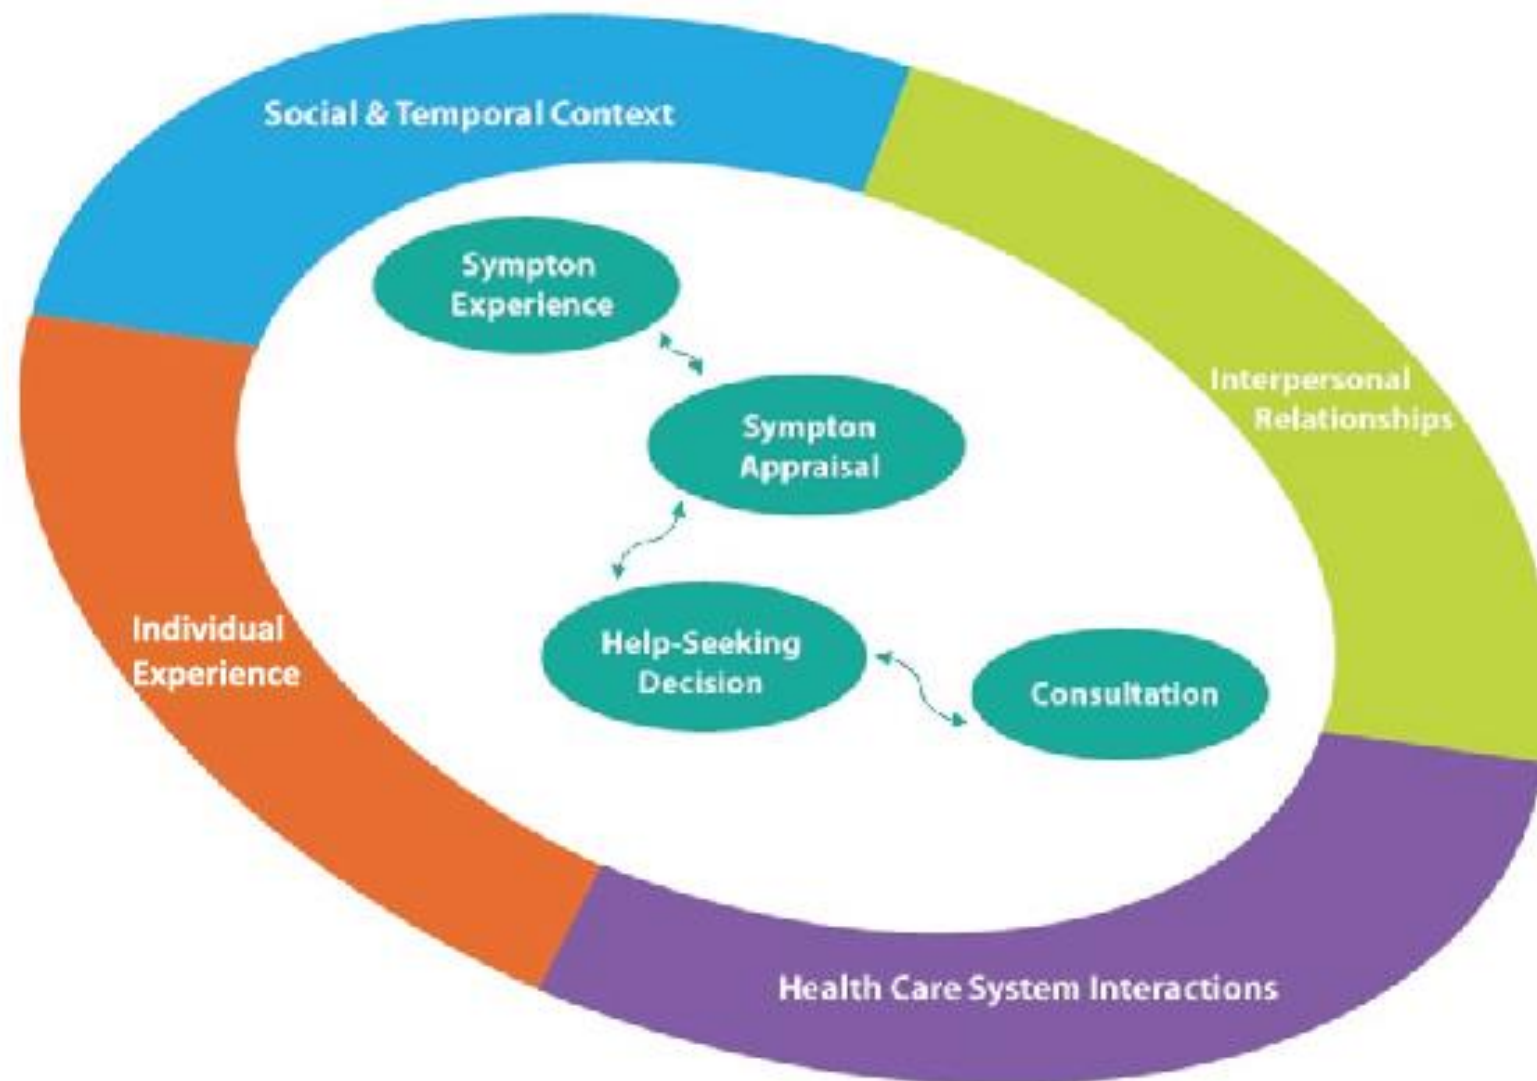 Social & Temporal Context
Sympton
Experience
Sympton
Appraisal
Interpersonal
Relationships
Individual
Experience
Help-Seeking
Decision
Consultation
Health Care System Interactions